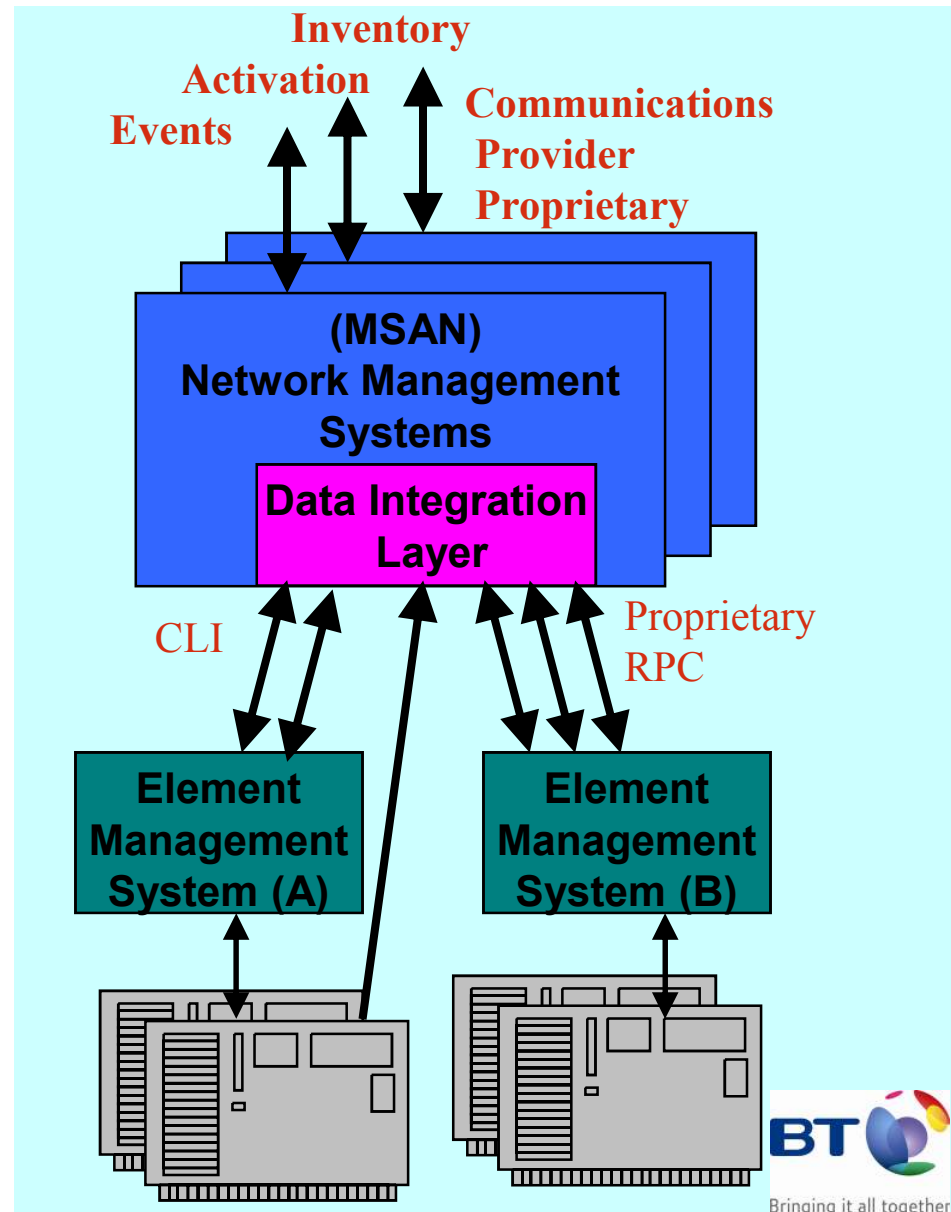 Inventory
Activation
Events
Communications
Provider
Proprietary
(MSAN)
Network Management
Systems
Data Integration
Layer
CLI
Proprietary
RPC
Element
Management
System (A)
Element
Management
System (B)
BT
Bringing it all together